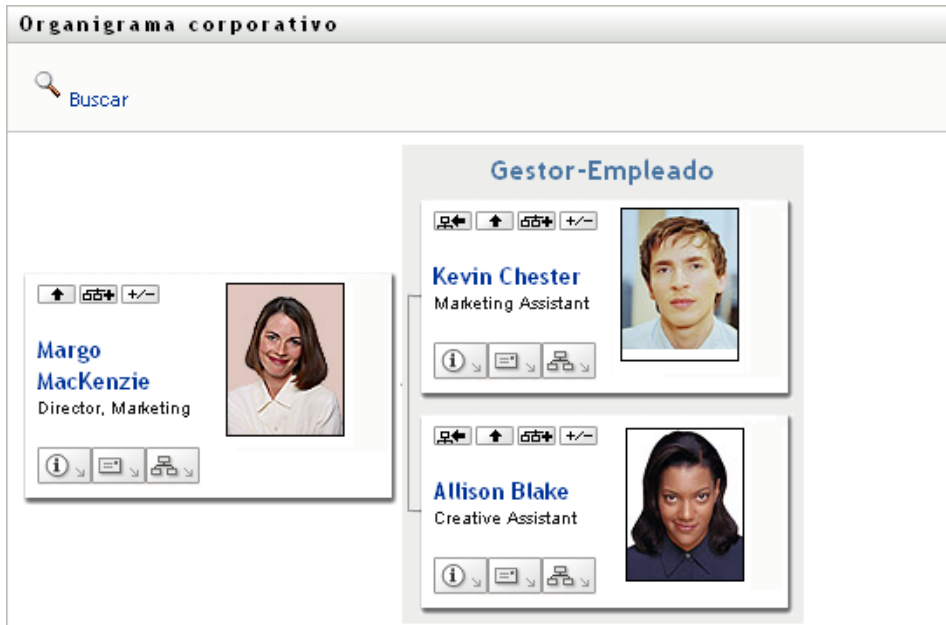 Organigrama corporativo
Buscar
Gestor-Empleado
+/-
Kevin Chester
Marketing Assistant
+/-
Margo
MacKenzie
Director, Marketing
+/-
Allison Blake
Creative Assistant